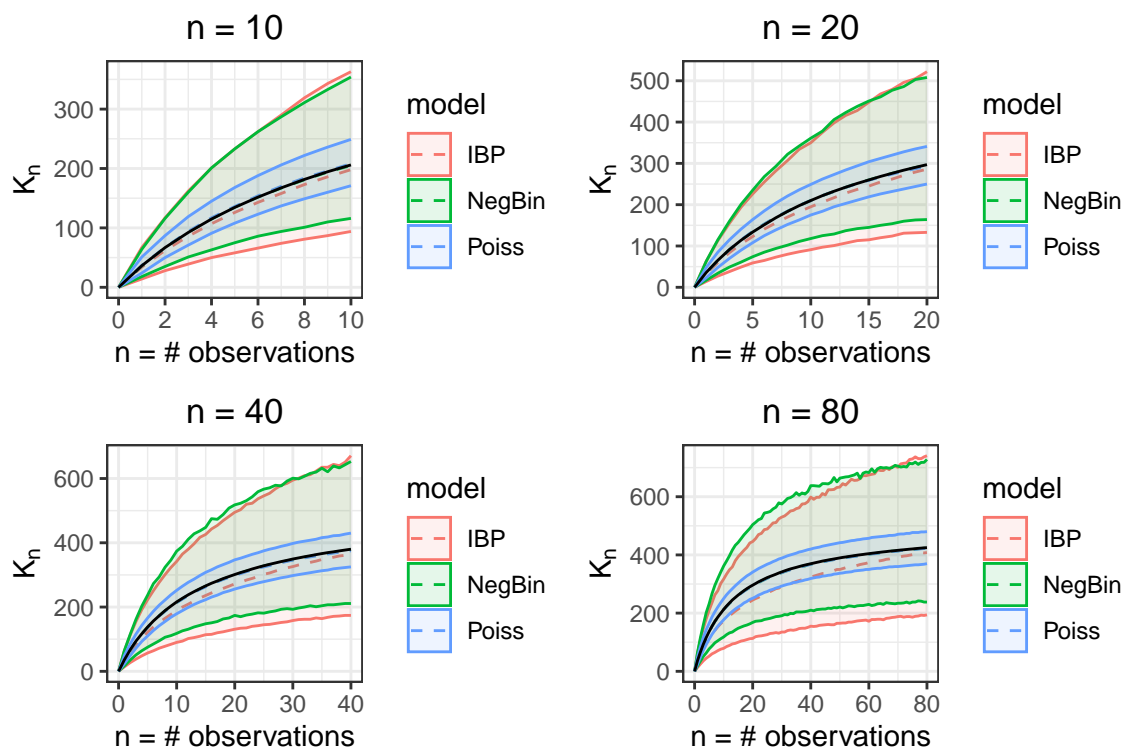 n = 10
K_n
300
200
100
0
0 2 4 6 8 10
n = # observations
model
IBP
NegBin
Poiss
n = 20
K_n
500
400
300
200
100
0
0 5 10 15 20
n = # observations
model
IBP
NegBin
Poiss
n = 40
K_n
600
400
200
0
0 10 20 30 40
n = # observations
model
IBP
NegBin
Poiss
n = 80
K_n
600
400
200
0
0 20 40 60 80
n = # observations
model
IBP
NegBin
Poiss